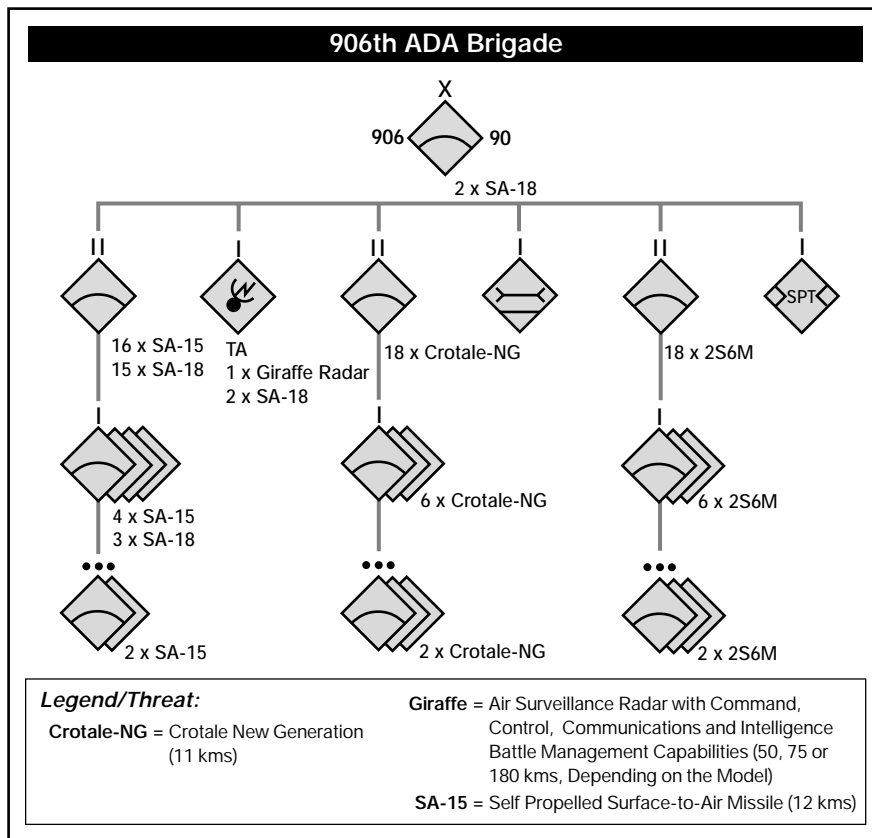 906th ADA Brigade
X
906 90
2 x SA-18
II I II I II I
SPT
16 x SA-15
15 x SA-18
TA
1 x Giraffe Radar
2 x SA-18
18 x Crotale-NG
18 x 2S6M
I I I
4 x SA-15
3 x SA-18
6 x Crotale-NG
6 x 2S6M
2 x SA-15
2 x Crotale-NG
2 x 2S6M
Legend/Threat:
Crotale-NG = Crotale New Generation
(11 kms)
Giraffe = Air Surveillance Radar with Command,
Control, Communications and Intelligence
Battle Management Capabilities (50, 75 or
180 kms, Depending on the Model)
SA-15 = Self Propelled Surface-to-Air Missile (12 kms)